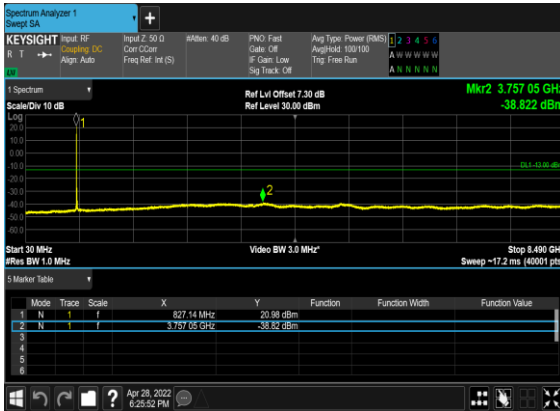 Spectrum Analyzer 1
Swept SA
KEYSIGHT Input: RF Input Z: 50 Ω #Atten: 40 dB PNO: Fast Avg Type: Power (RMS) 1 2 3 4 5 6
R T Coupling: DC Corr CCorr Gate: Off Avg|Hold: 100/100 A W W W W W
Align: Auto Freq Ref: Int (S) IF Gain: Low Trig: Free Run
Sig Track: Off A N N N N N
1 Spectrum Mkr2 3.757 05 GHz
Scale/Div 10 dB Ref Lvl Offset 7.30 dB -38.822 dBm
Ref Level 30.00 dBm
Log
20.0
10.0
0.00
-10.0 DL1 -13.00 dBm
-20.0
-30.0
-40.0
-50.0
-60.0
1
2
Start 30 MHz Video BW 3.0 MHz* Stop 8.490 GHz
#Res BW 1.0 MHz Sweep ~17.2 ms (40001 pts)
5 Marker Table
Mode Trace Scale X Y Function Function Width Function Value
1 N 1 f 827.14 MHz 20.98 dBm
2 N 1 f 3.757 05 GHz -38.82 dBm
3
4
5
6
Apr 28, 2022
6:25:52 PM